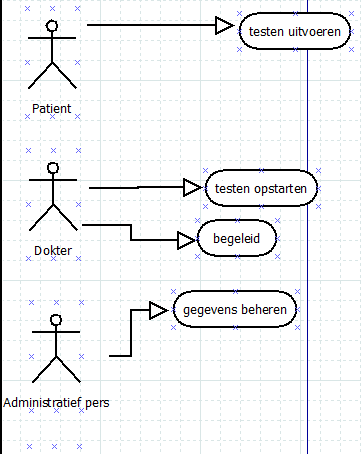 testen uitvoeren
Patient
testen opstarten
Dokter
begeleid
gegevens beheren
Administratief pers